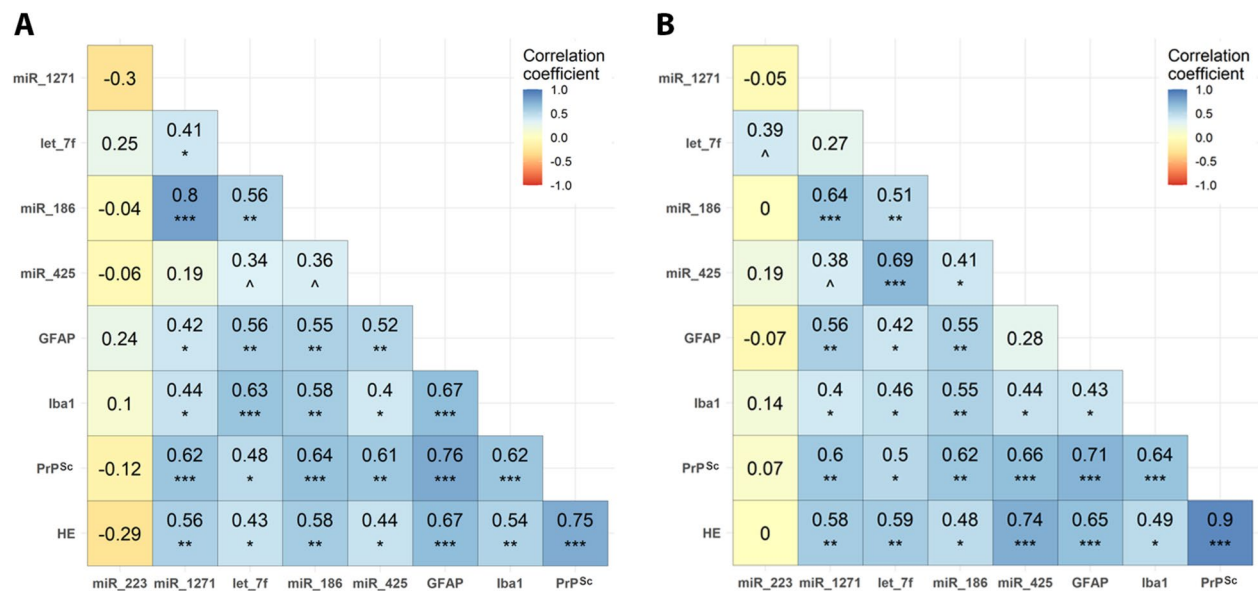 A
Correlation
coefficient
1.0
0.5
0.0
-0.5
-1.0
miR_1271 -0.3
let_7f 0.25 0.41
*
miR_186 -0.04 0.8 0.56
*** **
miR_425 -0.06 0.19 0.34 0.36
^ ^
GFAP 0.24 0.42 0.56 0.55 0.52
* ** ** **
Iba1 0.1 0.44 0.63 0.58 0.4 0.67
* *** ** * ***
PrPSc -0.12 0.62 0.48 0.64 0.61 0.76 0.62
*** * *** ** *** ***
HE -0.29 0.56 0.43 0.58 0.44 0.67 0.54 0.75
** * ** * *** ** ***
miR_223 miR_1271 let_7f miR_186 miR_425 GFAP Iba1 PrPSc
B
Correlation
coefficient
1.0
0.5
0.0
-0.5
-1.0
miR_1271 -0.05
let_7f 0.39 0.27
^
miR_186 0 0.64 0.51
*** **
miR_425 0.19 0.38 0.69 0.41
^ *** *
GFAP -0.07 0.56 0.42 0.55 0.28
** * **
Iba1 0.14 0.4 0.46 0.55 0.44 0.43
* * ** * *
PrPSc 0.07 0.6 0.5 0.62 0.66 0.71 0.64
** * ** *** *** ***
HE 0 0.58 0.59 0.48 0.74 0.65 0.49 0.9
** ** * *** *** * ***
miR_223 miR_1271 let_7f miR_186 miR_425 GFAP Iba1 PrPSc